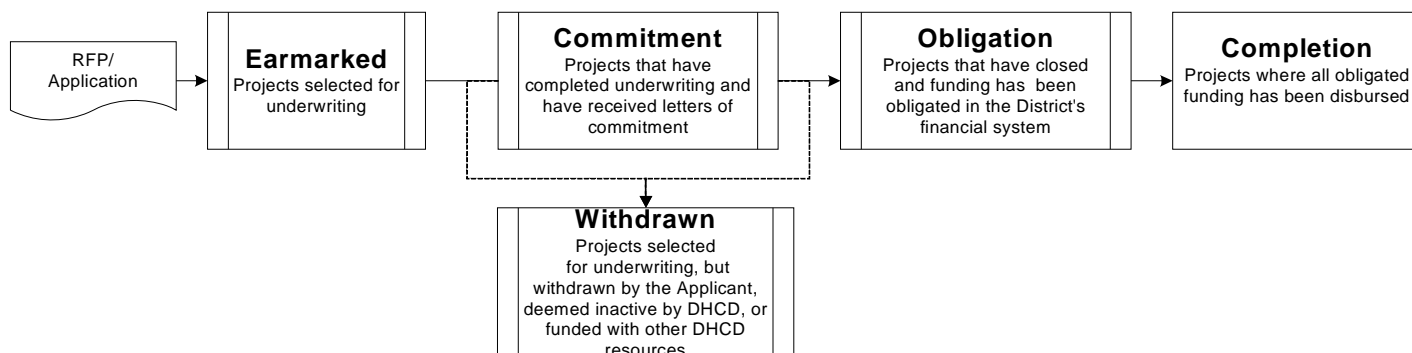 RFP/
Application
Earmarked
Projects selected for
underwriting
Commitment
Projects that have
completed underwriting and
have received letters of
commitment
Obligation
Projects that have closed
and funding has been
obligated in the District's
financial system
Completion
Projects where all obligated
funding has been disbursed
Withdrawn
Projects selected
for underwriting, but
withdrawn by the Applicant,
deemed inactive by DHCD, or
funded with other DHCD
resources